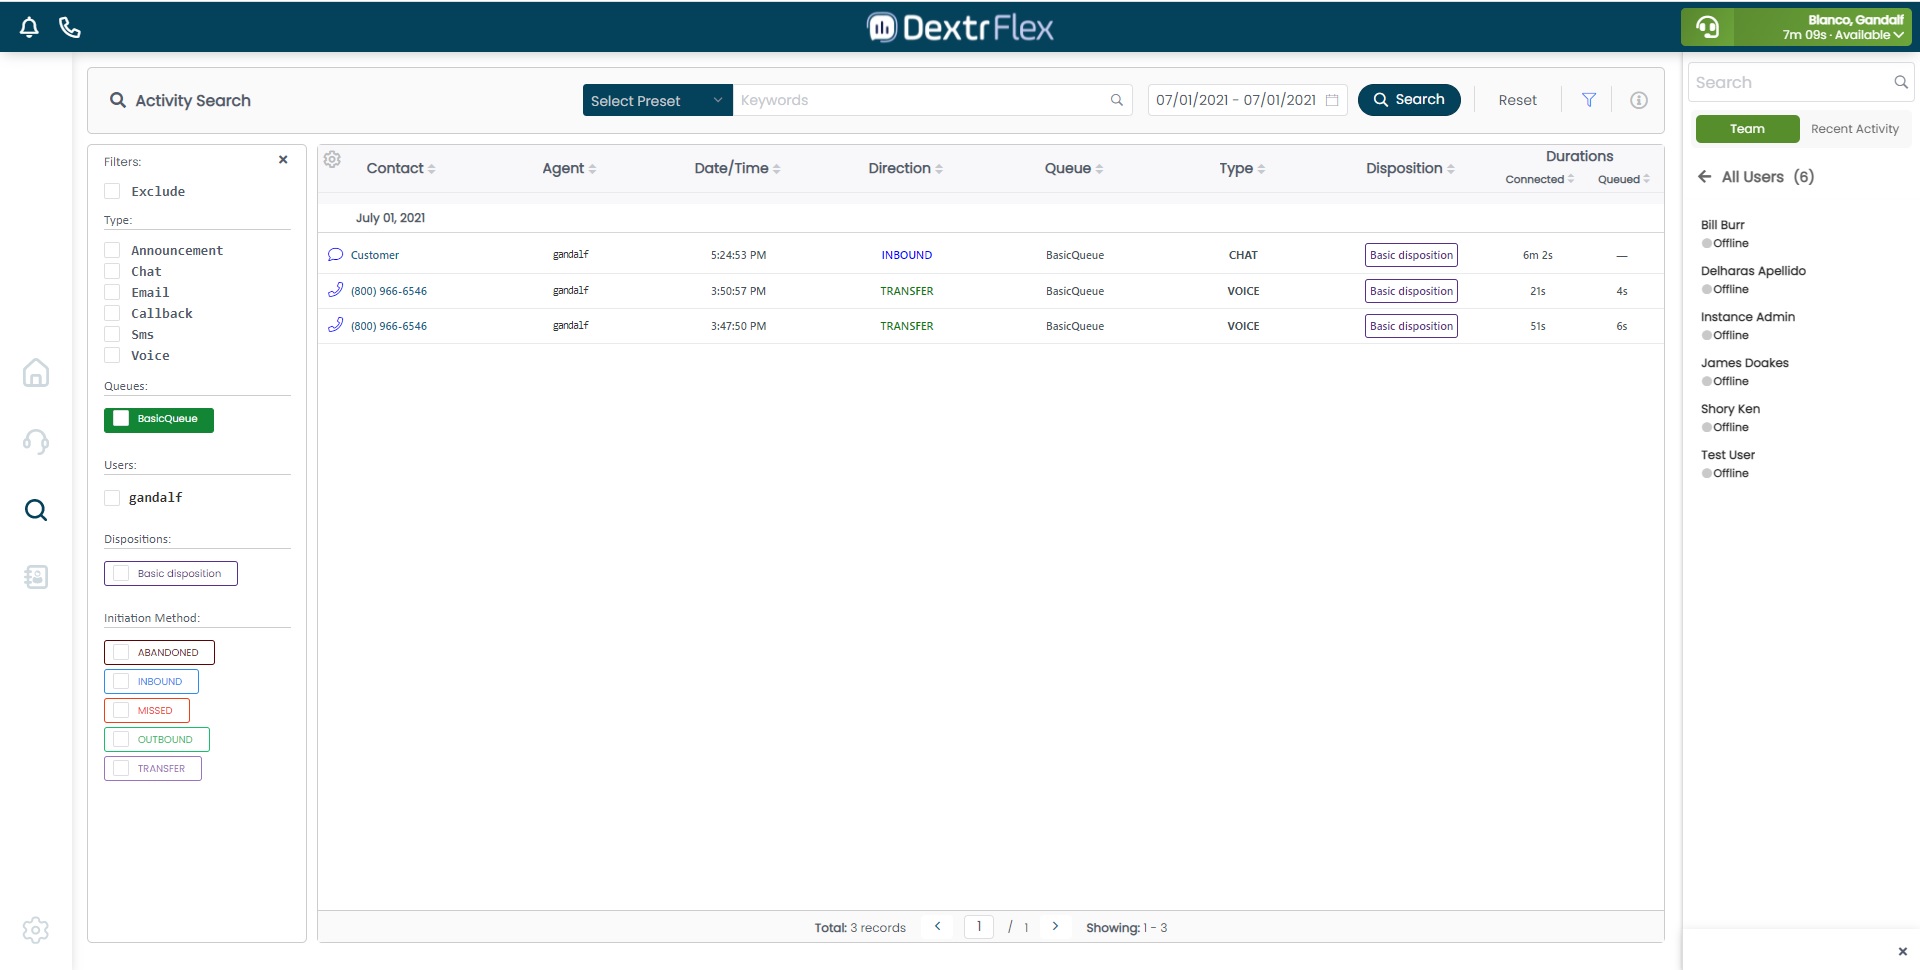 DextrFlex
Blanco, Gandalf
7m 09s · Available
Activity Search
Select Preset
Keywords
07/01/2021 - 07/01/2021
Search
Reset
Filters:
Exclude
Type:
Announcement
Chat
Email
Callback
Sms
Voice
Queues:
BasicQueue
Users:
gandalf
Dispositions:
Basic disposition
Initiation Method:
ABANDONED
INBOUND
MISSED
OUTBOUND
TRANSFER
Contact Agent Date/Time Direction Queue Type Disposition Durations
Connected Queued
July 01, 2021
Customer gandalf 5:24:53 PM INBOUND BasicQueue CHAT Basic disposition 6m 2s —
(800) 966-6546 gandalf 3:50:57 PM TRANSFER BasicQueue VOICE Basic disposition 21s 4s
(800) 966-6546 gandalf 3:47:50 PM TRANSFER BasicQueue VOICE Basic disposition 51s 6s
Total: 3 records 1 / 1 Showing: 1 - 3
Search
Team Recent Activity
All Users (6)
Bill Burr
Offline
Delharas Apellido
Offline
Instance Admin
Offline
James Doakes
Offline
Shory Ken
Offline
Test User
Offline